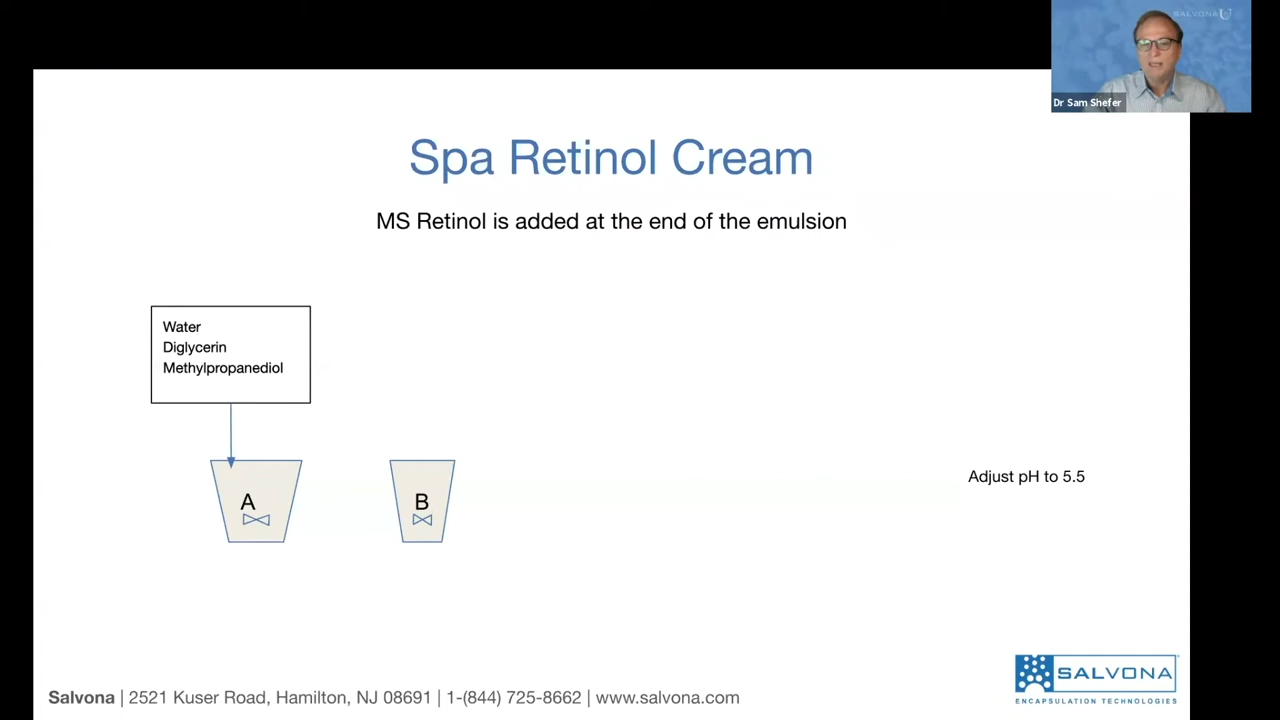 SALVONA U
Dr Sam Shefer
Spa Retinol Cream
MS Retinol is added at the end of the emulsion
Water
Diglycerin
Methylpropanediol
A
B
Adjust pH to 5.5
Salvona | 2521 Kuser Road, Hamilton, NJ 08691 | 1-(844) 725-8662 | www.salvona.com
SALVONA®
ENCAPSULATION TECHNOLOGIES